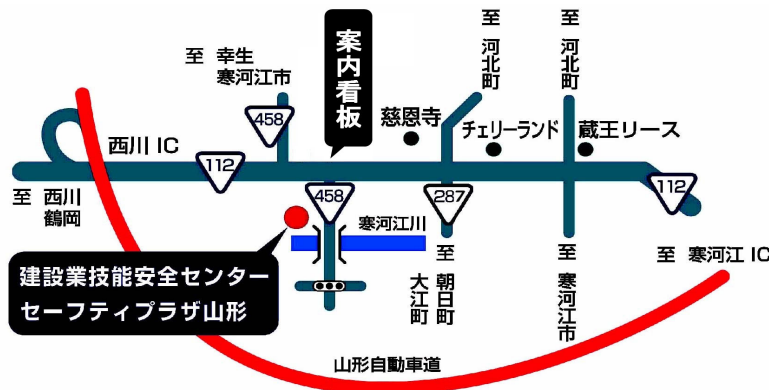 案内看板
至 幸生
寒河江市
458
至 河北町
至 河北町
慈恩寺
チェリーランド
蔵王リース
西川 IC
112
至 西川
鶴岡
458
287
112
寒河江川
至 寒河江 IC
至 朝日町
大江町
至 寒河江市
建設業技能安全センター
セーフティプラザ山形
山形自動車道